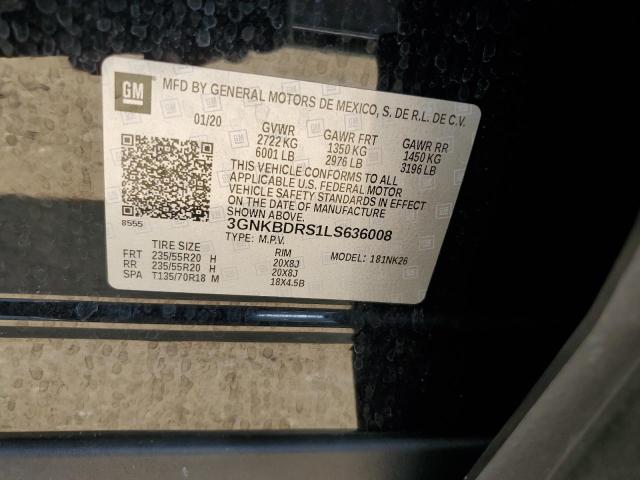 GM MFD BY GENERAL MOTORS DE MEXICO, S. DE R.L. DE C.V.
01/20 GVWR GAWR FRT GAWR RR
2722 KG 1350 KG 1450 KG
6001 LB 2976 LB 3196 LB
THIS VEHICLE CONFORMS TO ALL
APPLICABLE U.S. FEDERAL MOTOR
VEHICLE SAFETY STANDARDS IN EFFECT
ON THE DATE OF MANUFACTURE
SHOWN ABOVE.
8555 3GNKBDRS1LS636008
TYPE: M.P.V. MODEL: 181NK26
TIRE SIZE RIM
FRT 235/55R20 H 20X8J
RR 235/55R20 H 20X8J
SPA T135/70R18 M 18X4.5B